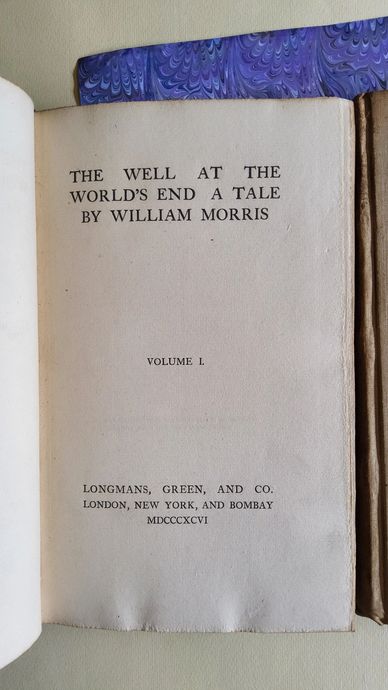 THE WELL AT THE
WORLD'S END A TALE
BY WILLIAM MORRIS
VOLUME I.
LONGMANS, GREEN, AND CO.
LONDON, NEW YORK, AND BOMBAY
MDCCCXCVI